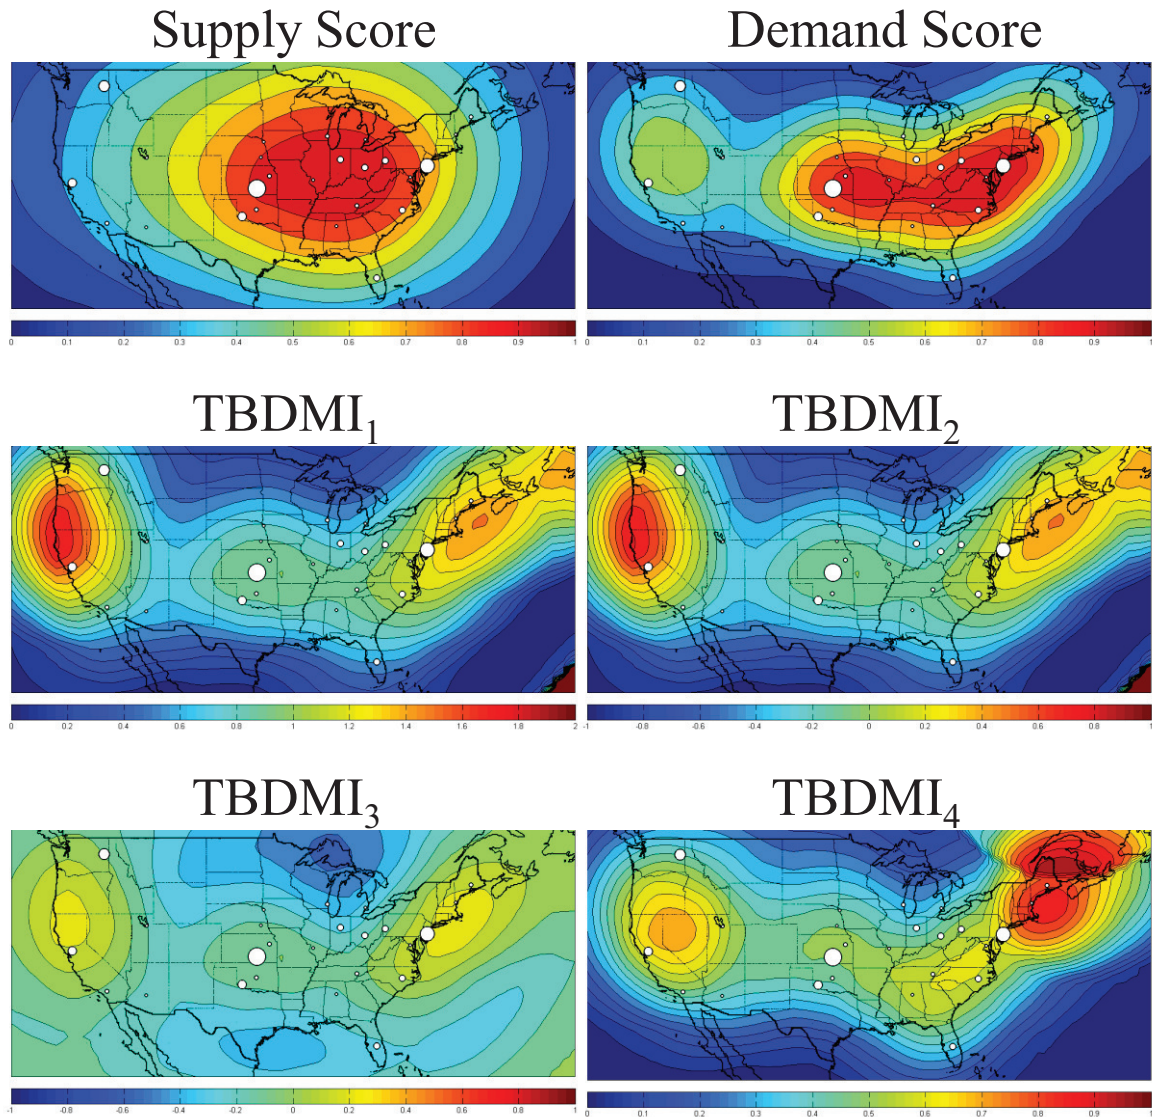 Supply Score Demand Score
0 0.1 0.2 0.3 0.4 0.5 0.6 0.7 0.8 0.9 1 0 0.1 0.2 0.3 0.4 0.5 0.6 0.7 0.8 0.9 1
TBDMI1 TBDMI2
0 0.2 0.4 0.6 0.8 1 1.2 1.4 1.6 1.8 2 -1 -0.8 -0.6 -0.4 -0.2 0 0.2 0.4 0.6 0.8 1
TBDMI3 TBDMI4
-1 -0.8 -0.6 -0.4 -0.2 0 0.2 0.4 0.6 0.8 1 0 0.1 0.2 0.3 0.4 0.5 0.6 0.7 0.8 0.9 1